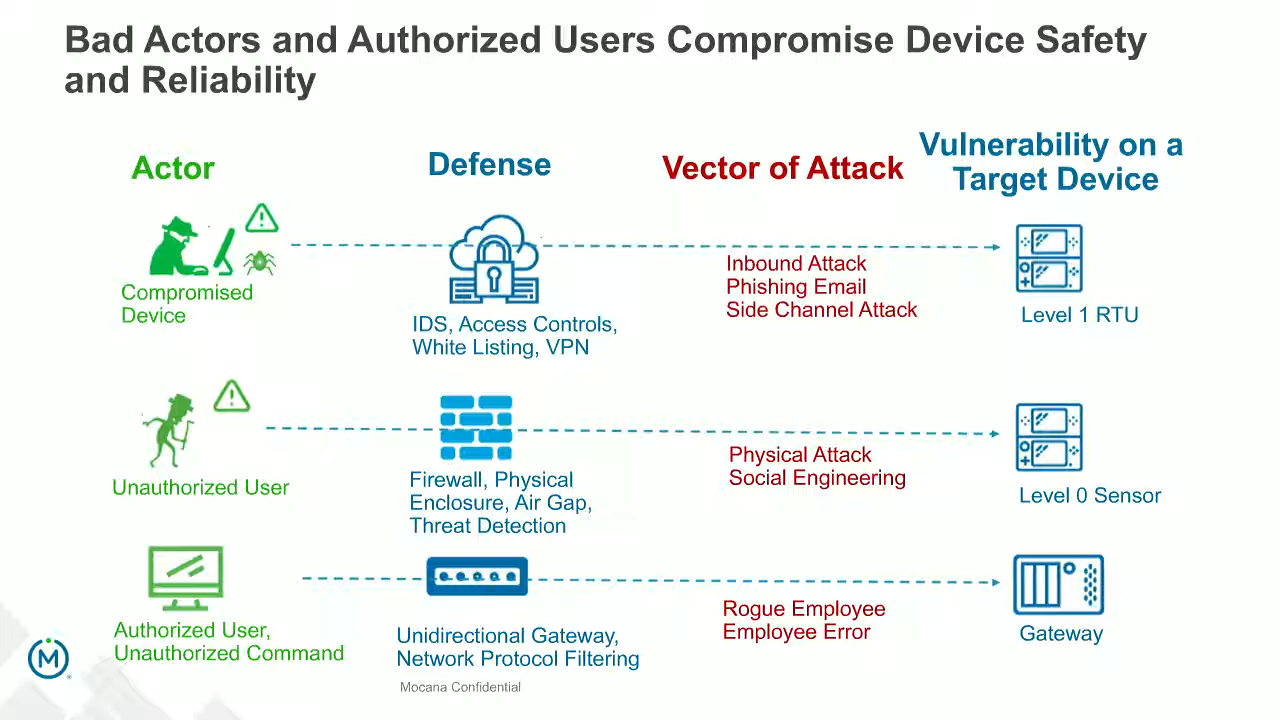 Bad Actors and Authorized Users Compromise Device Safety
and Reliability
Actor
Defense
Vector of Attack
Vulnerability on a
Target Device
Compromised
Device
IDS, Access Controls,
White Listing, VPN
Inbound Attack
Phishing Email
Side Channel Attack
Level 1 RTU
Unauthorized User
Firewall, Physical
Enclosure, Air Gap,
Threat Detection
Physical Attack
Social Engineering
Level 0 Sensor
Authorized User,
Unauthorized Command
Unidirectional Gateway,
Network Protocol Filtering
Rogue Employee
Employee Error
Gateway
M
Mocana Confidential